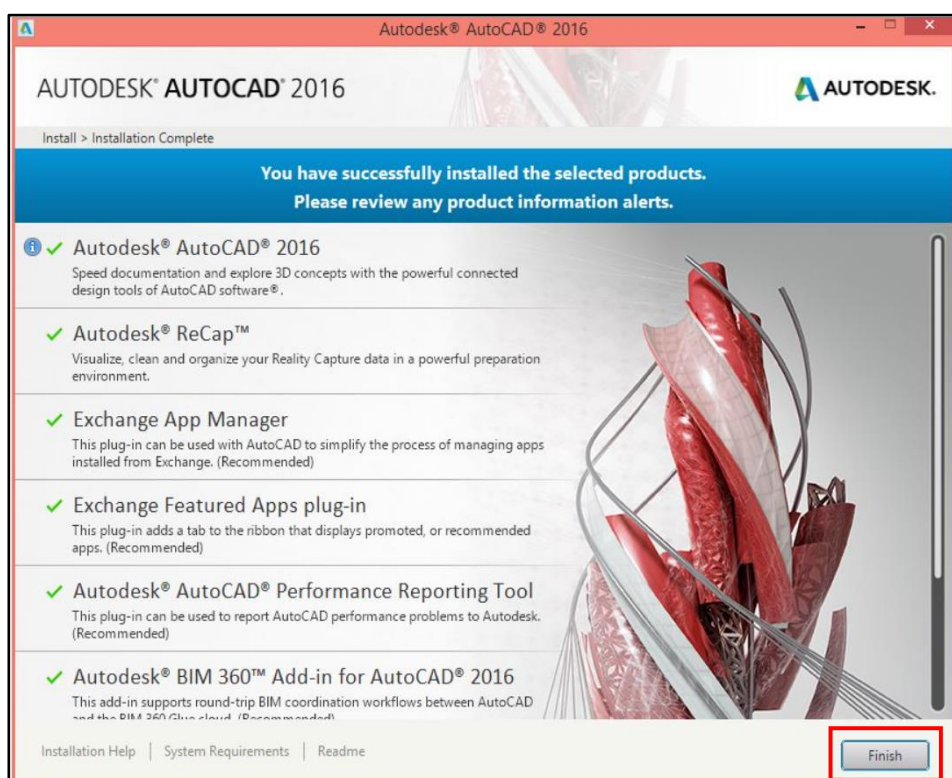 Autodesk® AutoCAD® 2016
AUTODESK® AUTOCAD® 2016
AUTODESK.
Install > Installation Complete
You have successfully installed the selected products.
Please review any product information alerts.
Autodesk® AutoCAD® 2016
Speed documentation and explore 3D concepts with the powerful connected
design tools of AutoCAD software®.
Autodesk® ReCap™
Visualize, clean and organize your Reality Capture data in a powerful preparation
environment.
Exchange App Manager
This plug-in can be used with AutoCAD to simplify the process of managing apps
installed from Exchange. (Recommended)
Exchange Featured Apps plug-in
This plug-in adds a tab to the ribbon that displays promoted, or recommended
apps. (Recommended)
Autodesk® AutoCAD® Performance Reporting Tool
This plug-in can be used to report AutoCAD performance problems to Autodesk.
(Recommended)
Autodesk® BIM 360™ Add-in for AutoCAD® 2016
This add-in supports round-trip BIM coordination workflows between AutoCAD
and the BIM 360 Glue cloud. (Recommended)
Installation Help | System Requirements | Readme
Finish